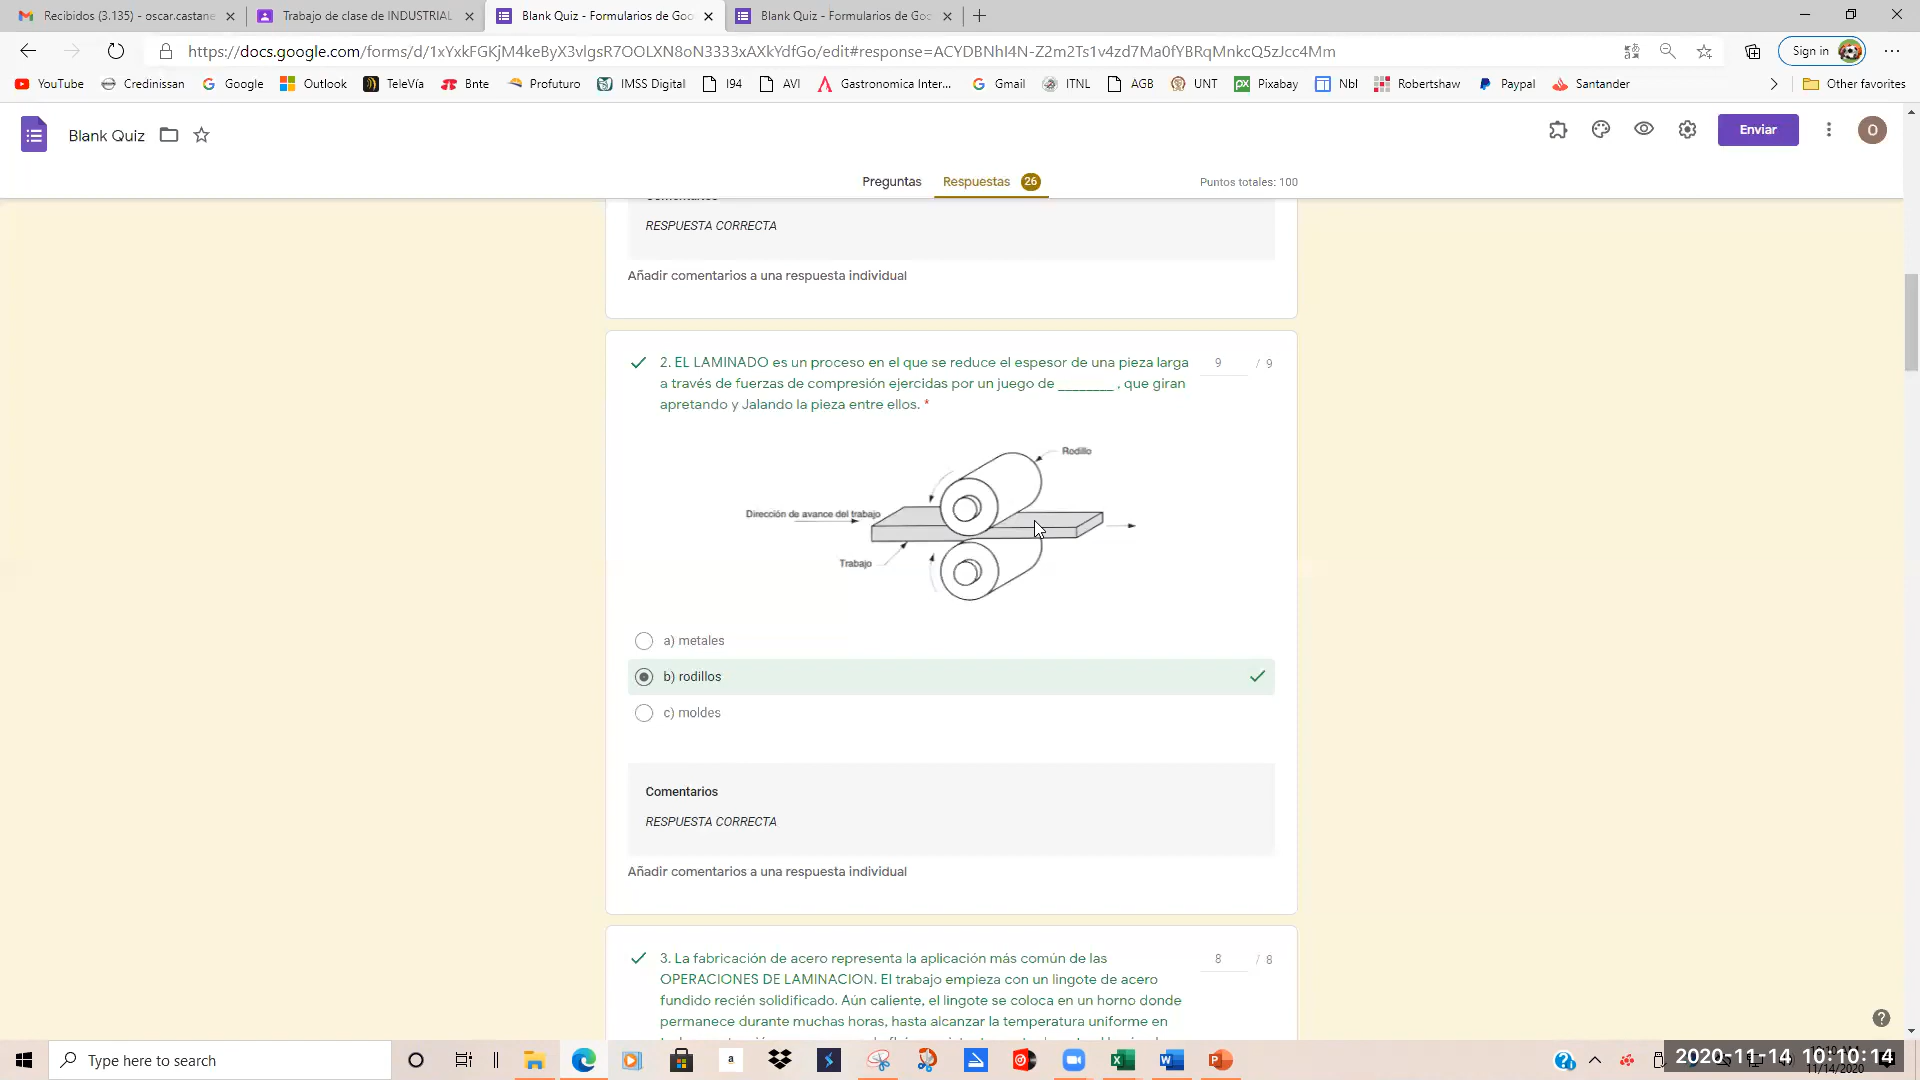 Recibidos (3.135) - oscar.castane
Trabajo de clase de INDUSTRIAL
Blank Quiz - Formularios de Goo
Blank Quiz - Formularios de Goo
https://docs.google.com/forms/d/1xYxkFGKjM4keByX3vlgsR7OOLXN8oN3333xAXkYdfGo/edit#response=ACYDBNhI4N-Z2m2Ts1v4zd7Ma0fYBRqMnkcQ5zJcc4Mm
Sign in
YouTube
Credinissan
Google
Outlook
TeleVía
Bnte
Profuturo
IMSS Digital
I94
AVI
Gastronomica Inter...
Gmail
ITNL
AGB
UNT
Pixabay
Nbl
Robertshaw
Paypal
Santander
Other favorites
Blank Quiz
Enviar
O
Preguntas
Respuestas 26
Puntos totales: 100
RESPUESTA CORRECTA
Añadir comentarios a una respuesta individual
2. EL LAMINADO es un proceso en el que se reduce el espesor de una pieza larga 9 / 9
a través de fuerzas de compresión ejercidas por un juego de ________ , que giran
apretando y Jalando la pieza entre ellos. *
Rodillo
Dirección de avance del trabajo
Trabajo
a) metales
b) rodillos
c) moldes
Comentarios
RESPUESTA CORRECTA
Añadir comentarios a una respuesta individual
3. La fabricación de acero representa la aplicación más común de las 8 / 8
OPERACIONES DE LAMINACION. El trabajo empieza con un lingote de acero
fundido recién solidificado. Aún caliente, el lingote se coloca en un horno donde
permanece durante muchas horas, hasta alcanzar la temperatura uniforme en
Type here to search
2020-11-14 10:10:14
11/14/2020